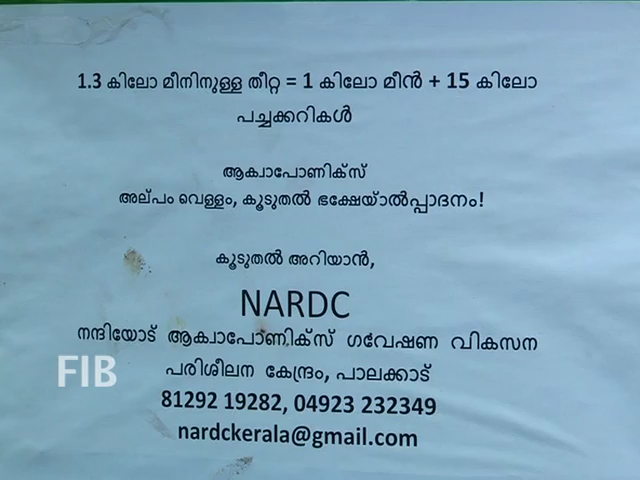 1.3 കിലോ മീനിനുള്ള തീറ്റ = 1 കിലോ മീൻ + 15 കിലോ
പച്ചക്കറികൾ
ആക്വാപോണിക്സ്
അല്പം വെള്ളം, കൂടുതൽ ഭക്ഷേയ്ാൽപ്പാദനം!
കൂടുതൽ അറിയാൻ,
NARDC
നന്ദിയോട് ആക്വാപോണിക്സ് ഗവേഷണ വികസന
പരിശീലന കേന്ദ്രം, പാലക്കാട്
FIB
81292 19282, 04923 232349
nardckerala@gmail.com